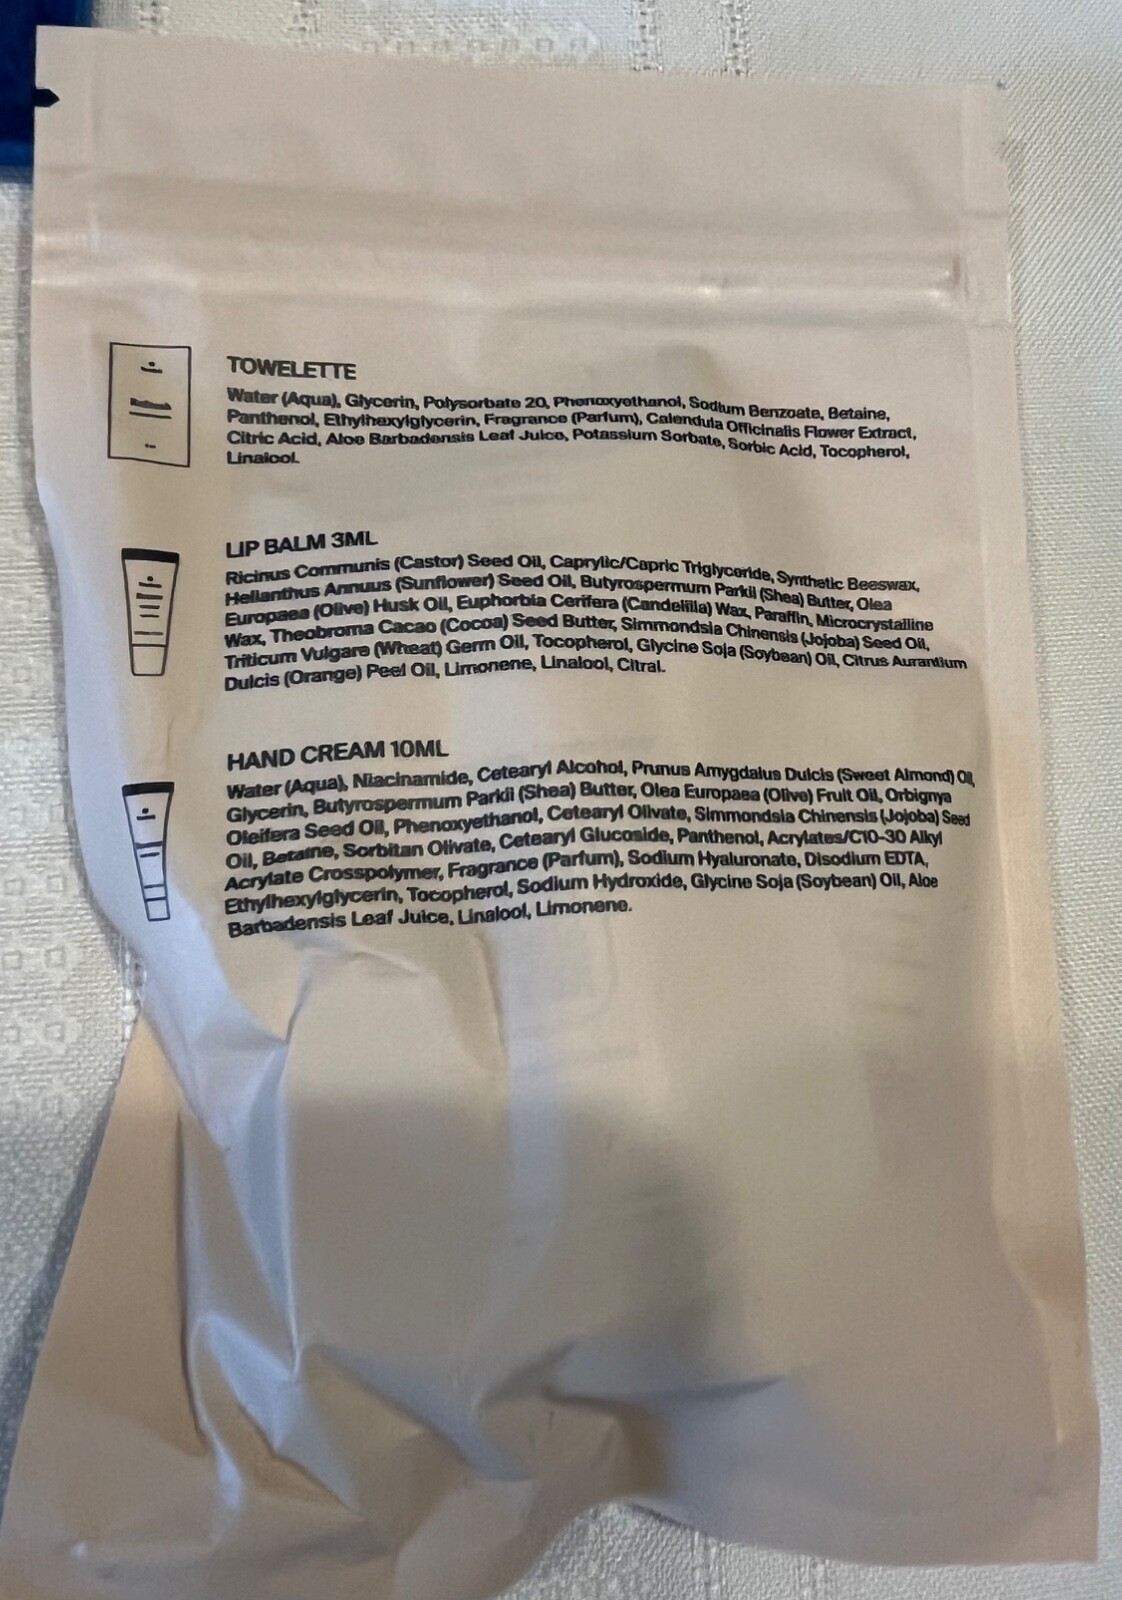 TOWELETTE
Water (Aqua), Glycerin, Polysorbate 20, Phenoxyethanol, Sodium Benzoate, Betaine,
Panthenol, Ethylhexylglycerin, Fragrance (Parfum), Calendula Officinalis Flower Extract,
Citric Acid, Aloe Barbadensis Leaf Juice, Potassium Sorbate, Sorbic Acid, Tocopherol,
Linalool.
LIP BALM 3ML
Ricinus Communis (Castor) Seed Oil, Caprylic/Capric Triglyceride, Synthetic Beeswax,
Helianthus Annuus (Sunflower) Seed Oil, Butyrospermum Parkii (Shea) Butter, Olea
Europaea (Olive) Husk Oil, Euphorbia Cerifera (Candelilla) Wax, Paraffin, Microcrystalline
Wax, Theobroma Cacao (Cocoa) Seed Butter, Simmondsia Chinensis (Jojoba) Seed Oil,
Triticum Vulgare (Wheat) Germ Oil, Tocopherol, Glycine Soja (Soybean) Oil, Citrus Aurantium
Dulcis (Orange) Peel Oil, Limonene, Linalool, Citral.
HAND CREAM 10ML
Water (Aqua), Niacinamide, Cetearyl Alcohol, Prunus Amygdalus Dulcis (Sweet Almond) Oil,
Glycerin, Butyrospermum Parkii (Shea) Butter, Olea Europaea (Olive) Fruit Oil, Orbignya
Oleifera Seed Oil, Phenoxyethanol, Cetearyl Olivate, Simmondsia Chinensis (Jojoba) Seed
Oil, Betaine, Sorbitan Olivate, Cetearyl Glucoside, Panthenol, Acrylates/C10-30 Alkyl
Acrylate Crosspolymer, Fragrance (Parfum), Sodium Hyaluronate, Disodium EDTA,
Ethylhexylglycerin, Tocopherol, Sodium Hydroxide, Glycine Soja (Soybean) Oil, Aloe
Barbadensis Leaf Juice, Linalool, Limonene.